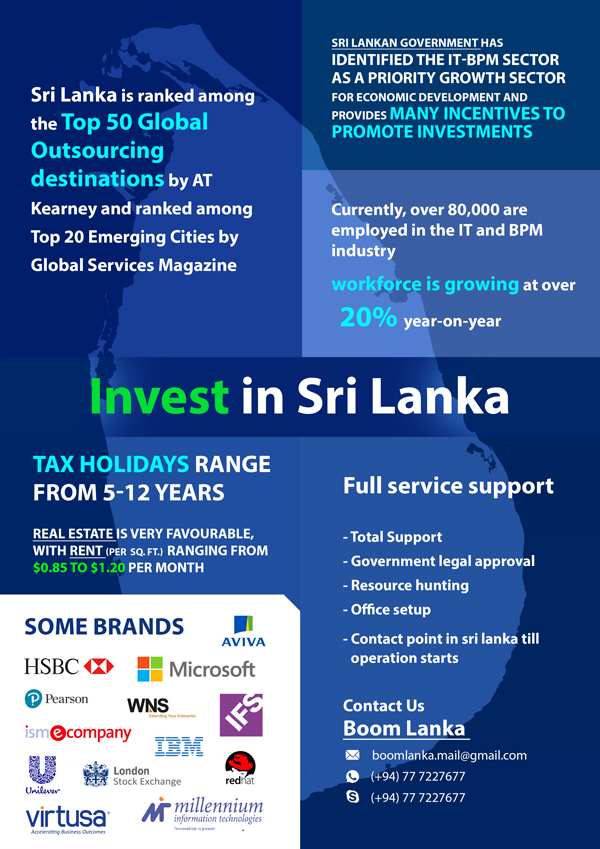 Sri Lanka is ranked among
the Top 50 Global
Outsourcing
destinations by AT
Kearney and ranked among
Top 20 Emerging Cities by
Global Services Magazine
SRI LANKAN GOVERNMENT HAS
IDENTIFIED THE IT-BPM SECTOR
AS A PRIORITY GROWTH SECTOR
FOR ECONOMIC DEVELOPMENT AND
PROVIDES MANY INCENTIVES TO
PROMOTE INVESTMENTS
Currently, over 80,000 are
employed in the IT and BPM
industry
workforce is growing at over
20% year-on-year
Invest in Sri Lanka
TAX HOLIDAYS RANGE
FROM 5-12 YEARS
REAL ESTATE IS VERY FAVOURABLE,
WITH RENT (PER SQ. FT.) RANGING FROM
$0.85 TO $1.20 PER MONTH
SOME BRANDS
AVIVA
HSBC
Microsoft
Pearson
WNS
Extending Your Enterprise
IFS
ismecompany
IBM
Unilever
London
Stock Exchange
redhat
virtusa
Accelerating Business Outcomes
millennium
information technologies
"innovation is power"
Full service support
- Total Support
- Government legal approval
- Resource hunting
- Office setup
- Contact point in sri lanka till
operation starts
Contact Us
Boom Lanka
boomlanka.mail@gmail.com
(+94) 77 7227677
(+94) 77 7227677